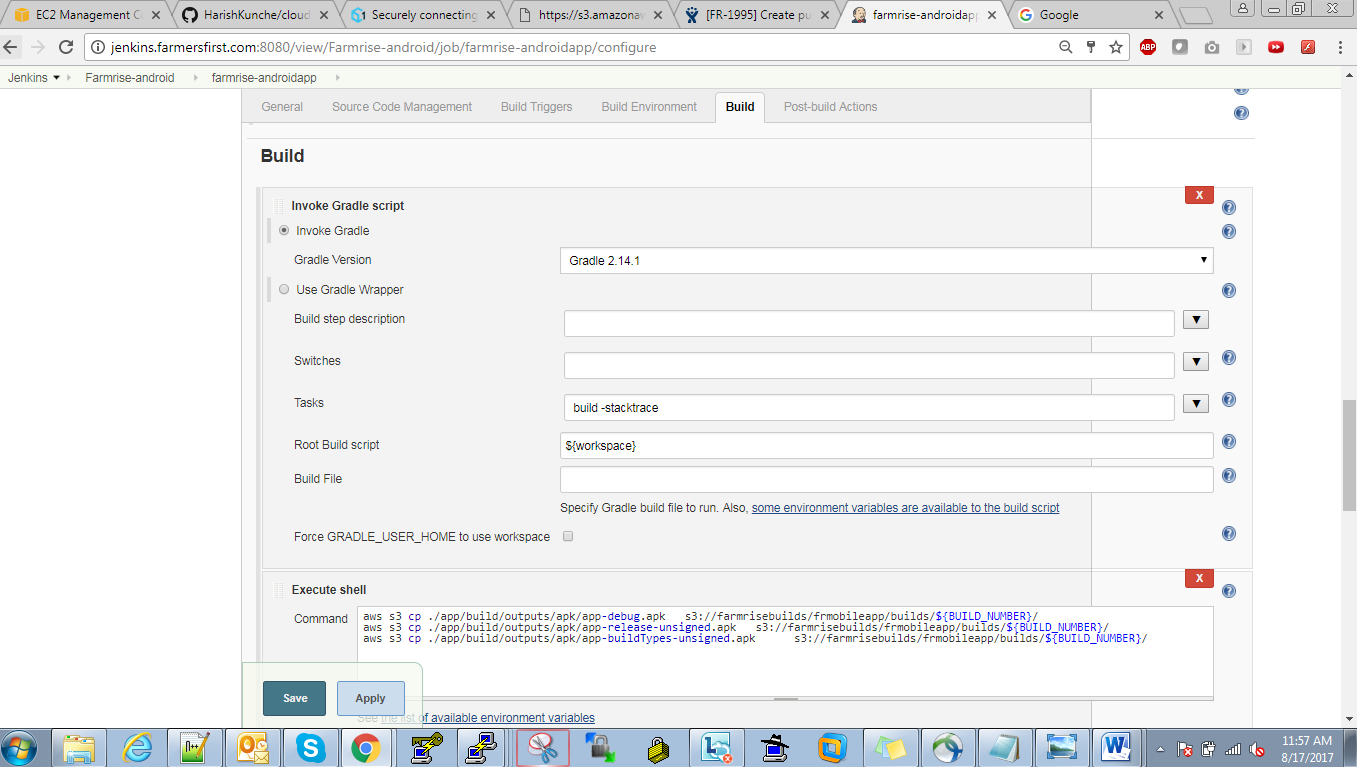 EC2 Management C
HarishKunche/cloud
Securely connecting
https://s3.amazonaw
[FR-1995] Create pu
farmrise-androidapp
Google
jenkins.farmersfirst.com:8080/view/Farmrise-android/job/farmrise-androidapp/configure
ABP
Jenkins Farmrise-android farmrise-androidapp
General Source Code Management Build Triggers Build Environment Build Post-build Actions
Build
X
Invoke Gradle script
Invoke Gradle
Gradle Version Gradle 2.14.1
Use Gradle Wrapper
Build step description
Switches
Tasks build -stacktrace
Root Build script ${workspace}
Build File
Specify Gradle build file to run. Also, some environment variables are available to the build script
Force GRADLE_USER_HOME to use workspace
X
Execute shell
Command
aws s3 cp ./app/build/outputs/apk/app-debug.apk s3://farmrisebuilds/frmobileapp/builds/${BUILD_NUMBER}/
aws s3 cp ./app/build/outputs/apk/app-release-unsigned.apk s3://farmrisebuilds/frmobileapp/builds/${BUILD_NUMBER}/
aws s3 cp ./app/build/outputs/apk/app-buildTypes-unsigned.apk s3://farmrisebuilds/frmobileapp/builds/${BUILD_NUMBER}/
Save Apply
See the list of available environment variables
11:57 AM
8/17/2017